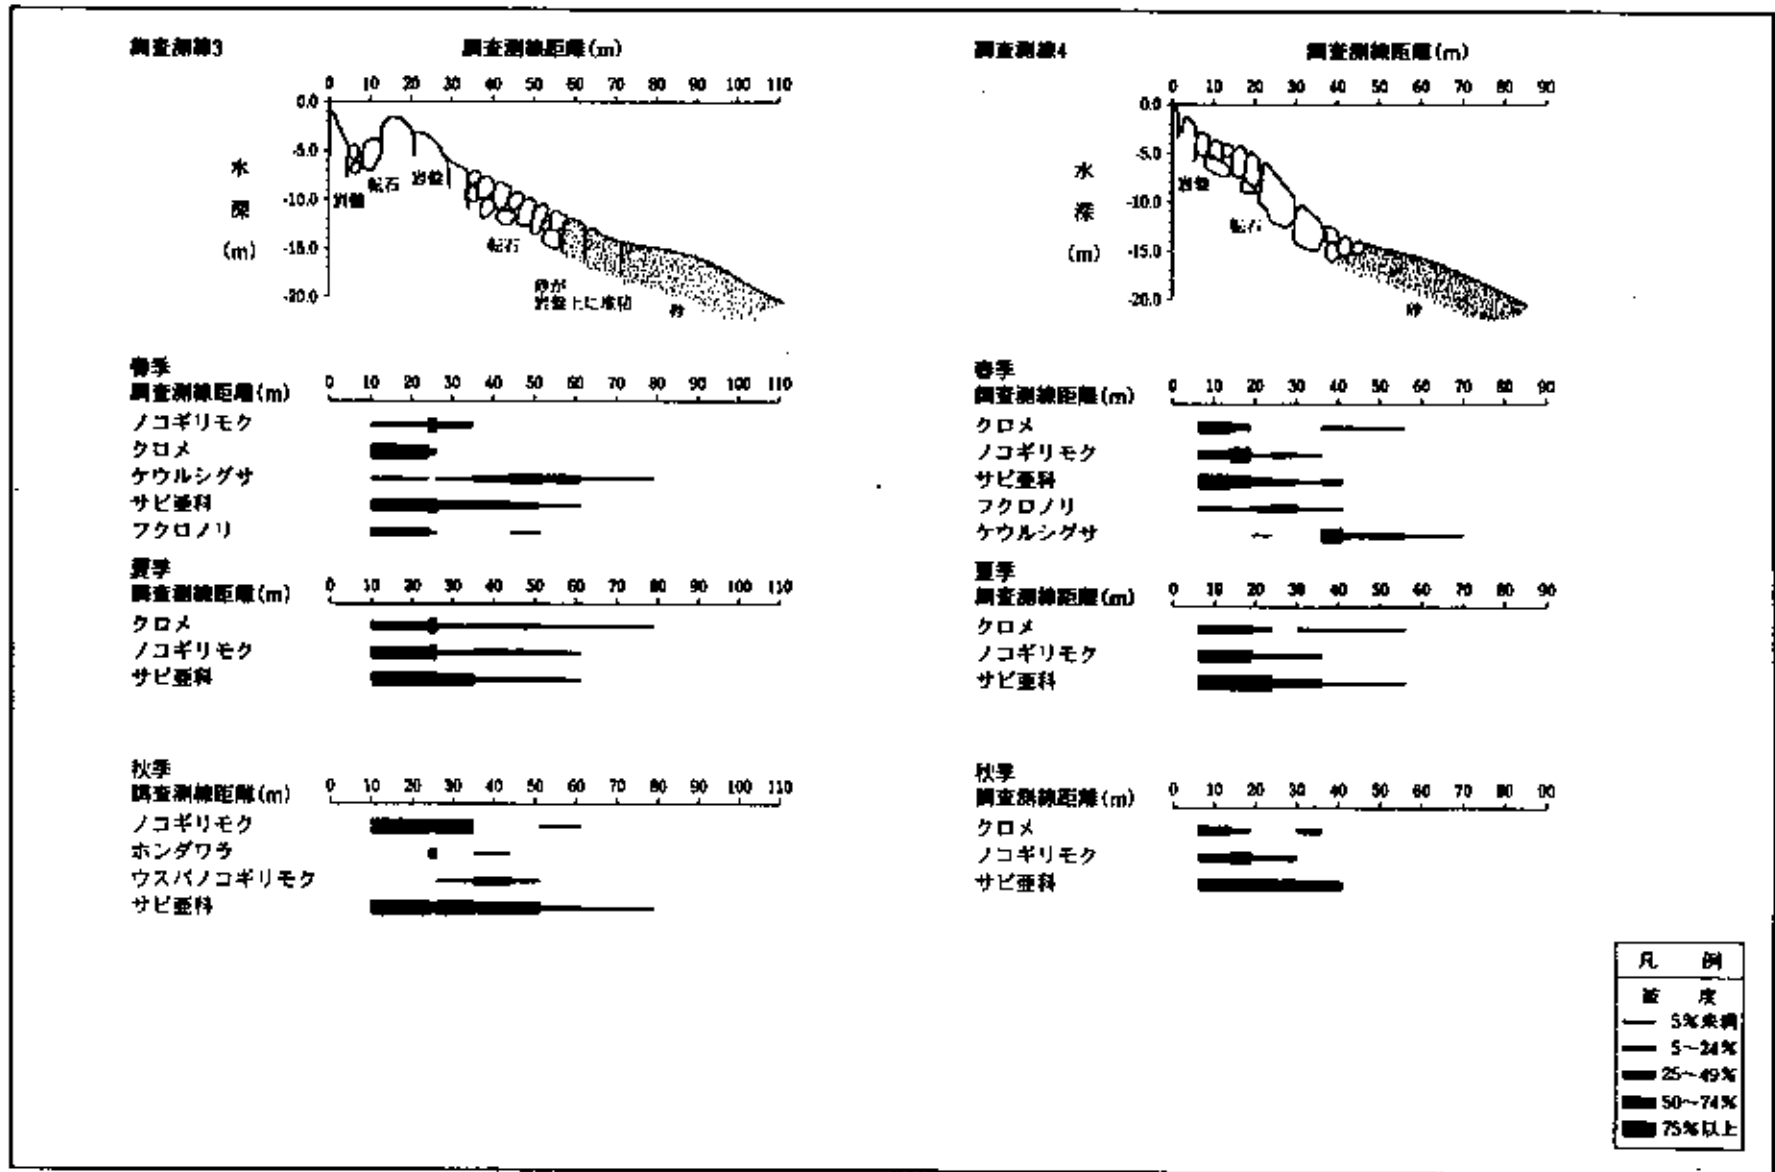 調査測線3
調査測線距離(m)
0 10 20 30 40 50 60 70 80 90 100 110
0.0
-5.0
-10.0
-15.0
-20.0
水深(m)
岩盤
転石
岩盤
転石
砂が
岩盤上に堆積
砂
春季
調査測線距離(m)
0 10 20 30 40 50 60 70 80 90 100 110
ノコギリモク
クロメ
ケウルシグサ
サビ亜科
フクロノリ
夏季
調査測線距離(m)
0 10 20 30 40 50 60 70 80 90 100 110
クロメ
ノコギリモク
サビ亜科
秋季
調査測線距離(m)
0 10 20 30 40 50 60 70 80 90 100 110
ノコギリモク
ホンダワラ
ウスバノコギリモク
サビ亜科
調査測線4
調査測線距離(m)
0 10 20 30 40 50 60 70 80 90
0.0
-5.0
-10.0
-15.0
-20.0
水深(m)
岩盤
転石
砂
春季
調査測線距離(m)
0 10 20 30 40 50 60 70 80 90
クロメ
ノコギリモク
サビ亜科
フクロノリ
ケウルシグサ
夏季
調査測線距離(m)
0 10 20 30 40 50 60 70 80 90
クロメ
ノコギリモク
サビ亜科
秋季
調査測線距離(m)
0 10 20 30 40 50 60 70 80 90
クロメ
ノコギリモク
サビ亜科
凡 例
被 度
5%未満
5~24%
25~49%
50~74%
75%以上